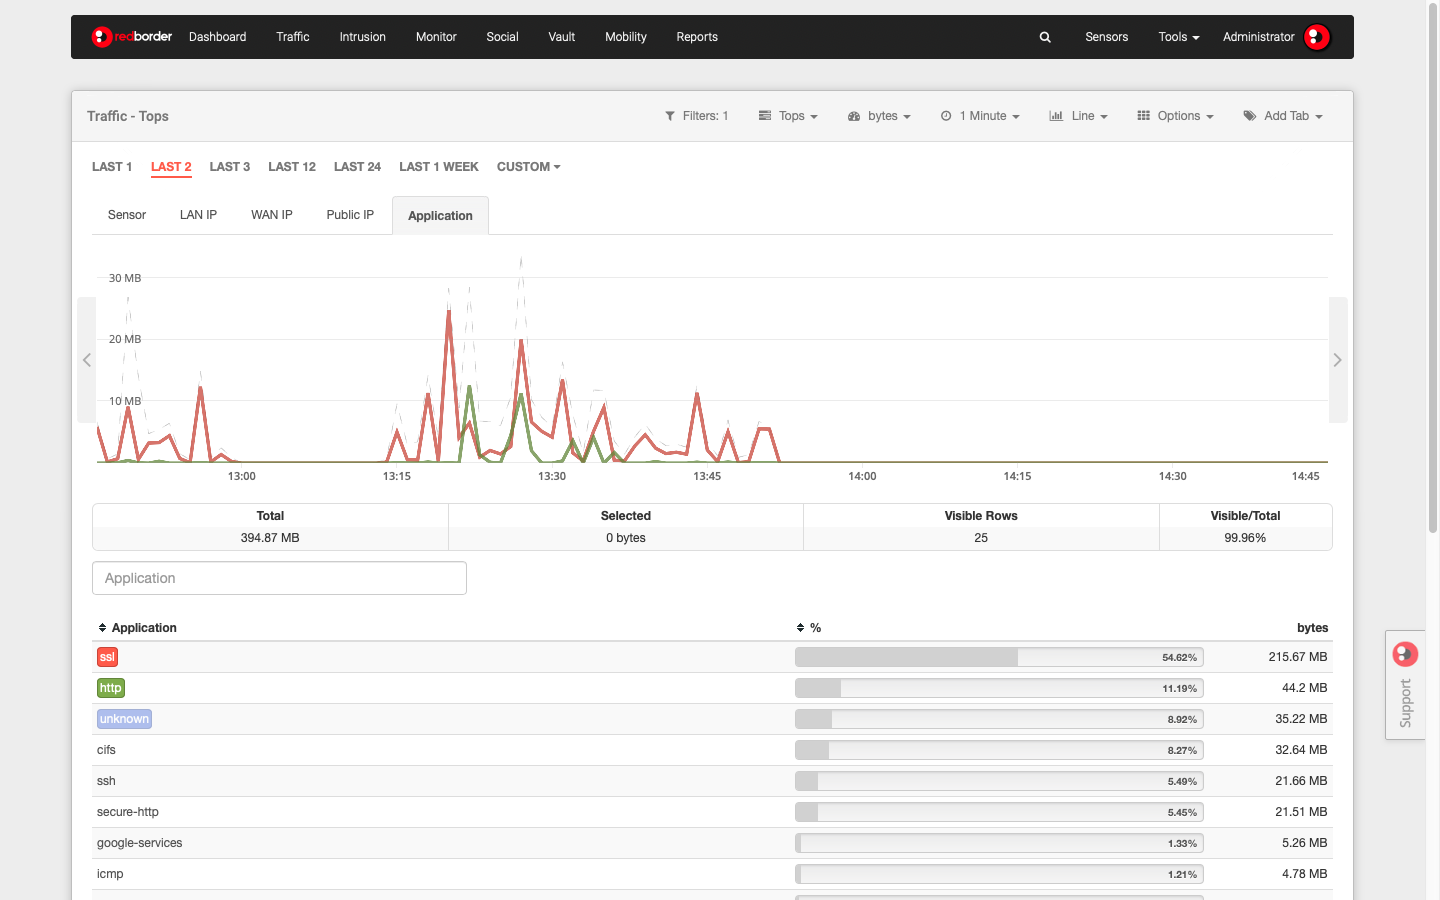 redborder Dashboard Traffic Intrusion Monitor Social Vault Mobility Reports Sensors Tools Administrator
Traffic - Tops Filters: 1 Tops bytes 1 Minute Line Options Add Tab
LAST 1 LAST 2 LAST 3 LAST 12 LAST 24 LAST 1 WEEK CUSTOM
Sensor LAN IP WAN IP Public IP Application
30 MB
20 MB
10 MB
13:00 13:15 13:30 13:45 14:00 14:15 14:30 14:45
Total Selected Visible Rows Visible/Total
394.87 MB 0 bytes 25 99.96%
Application
Application % bytes
ssl 54.62% 215.67 MB
http 11.19% 44.2 MB
unknown 8.92% 35.22 MB
cifs 8.27% 32.64 MB
ssh 5.49% 21.66 MB
secure-http 5.45% 21.51 MB
google-services 1.33% 5.26 MB
icmp 1.21% 4.78 MB
Support